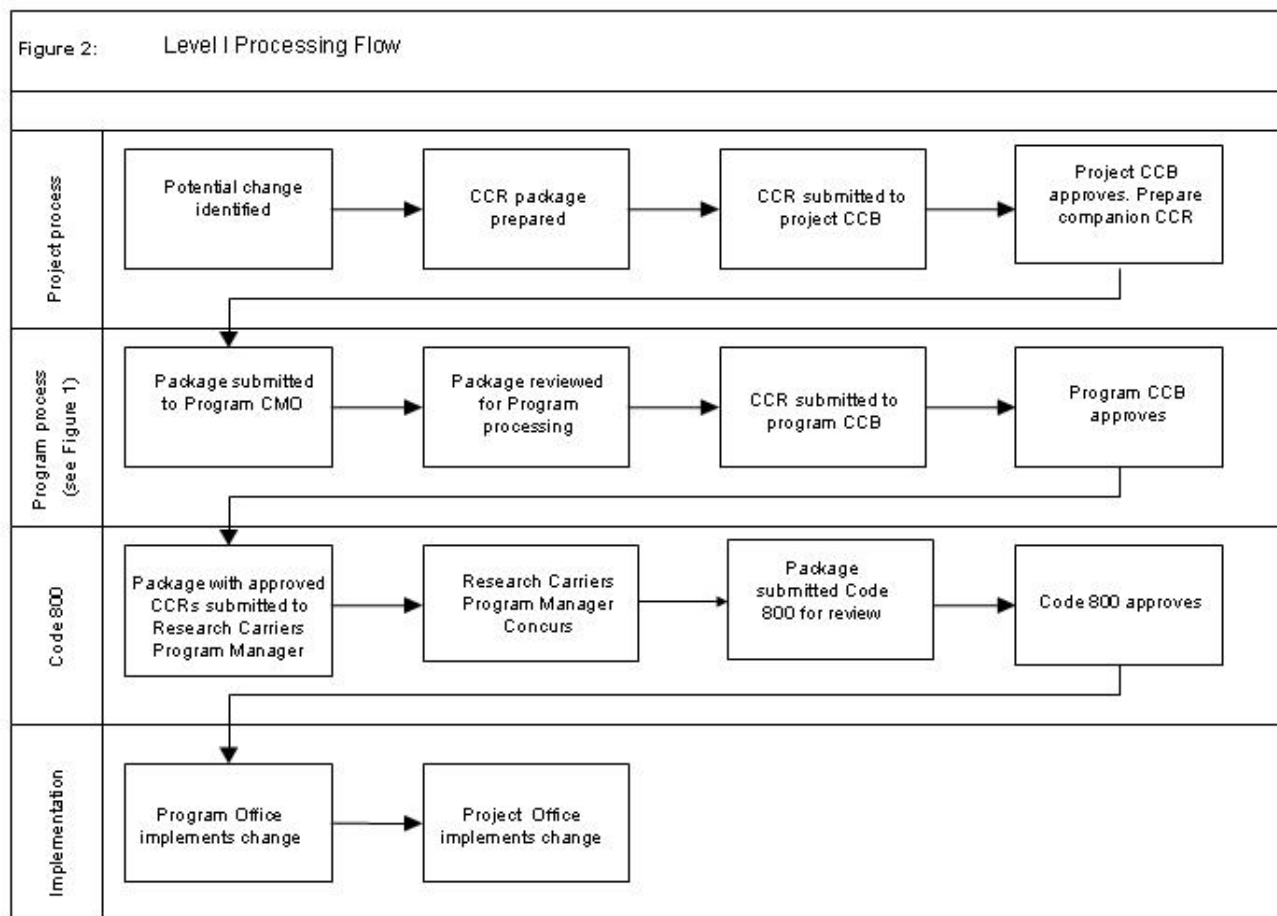 Figure 2:
Level I Processing Flow
Project process
Potential change
identified
CCR package
prepared
CCR submitted to
project CCB
Project CCB
approves. Prepare
companion CCR
Program process
(see Figure 1)
Package submitted
to Program CMO
Package reviewed
for Program
processing
CCR submitted to
program CCB
Program CCB
approves
Code 800
Package with approved
CCRs submitted to
Research Carriers
Program Manager
Research Carriers
Program Manager
Concurs
Package
submitted Code
800 for review
Code 800 approves
Implementation
Program Office
implements change
Project Office
implements change